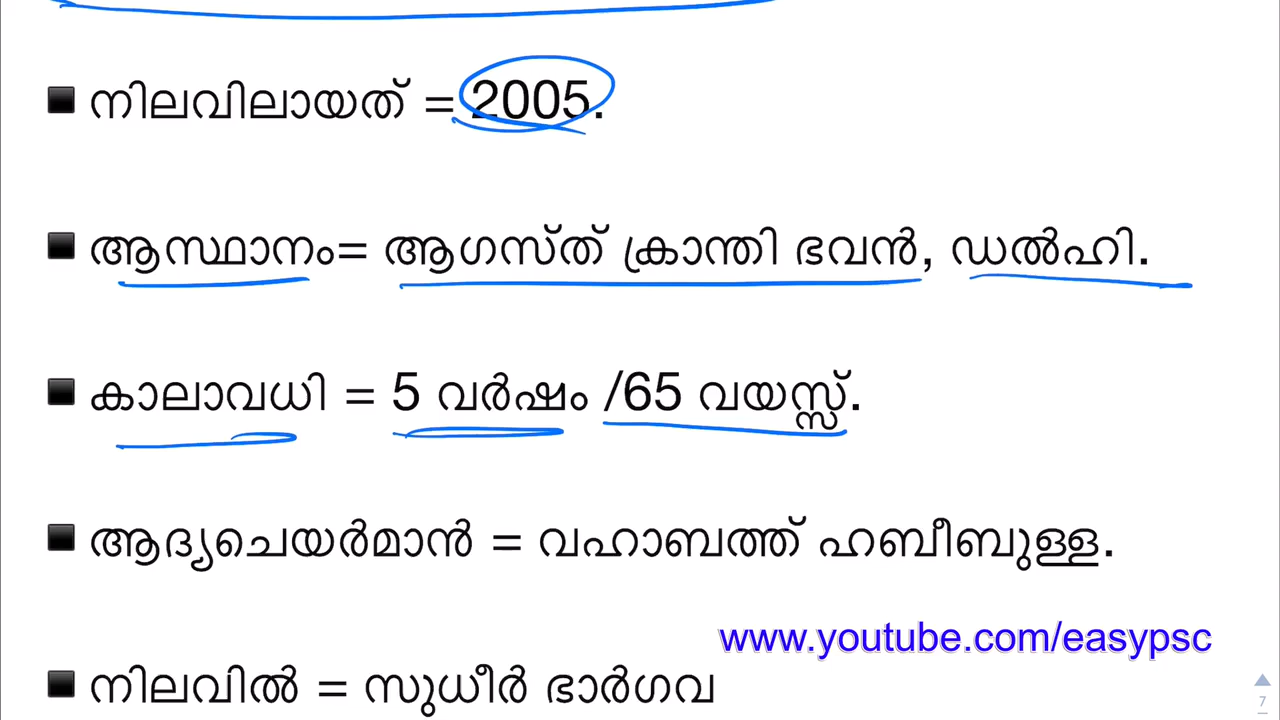 ■ നിലവിലായത് = 2005.
■ ആസ്ഥാനം= ആഗസ്ത് ക്രാന്തി ഭവൻ, ഡൽഹി.
■ കാലാവധി = 5 വർഷം /65 വയസ്സ്.
■ ആദ്യചെയർമാൻ = വഹാബത്ത് ഹബീബുള്ള.
www.youtube.com/easypsc
■ നിലവിൽ = സുധീർ ഭാർഗവ
7